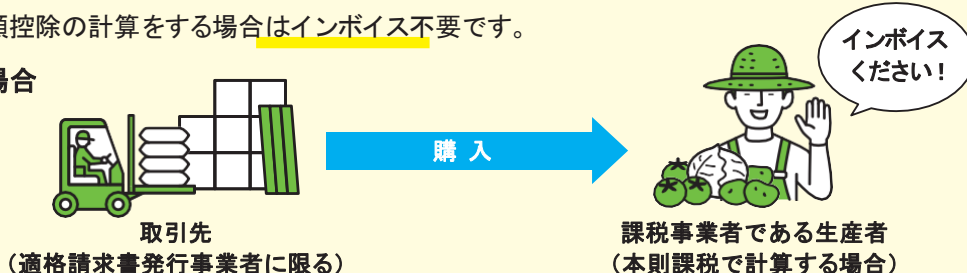 額控除の計算をする場合はインボイス不要です。
場合
インボイス
ください！
購入
取引先
（適格請求書発行事業者に限る）
課税事業者である生産者
（本則課税で計算する場合）